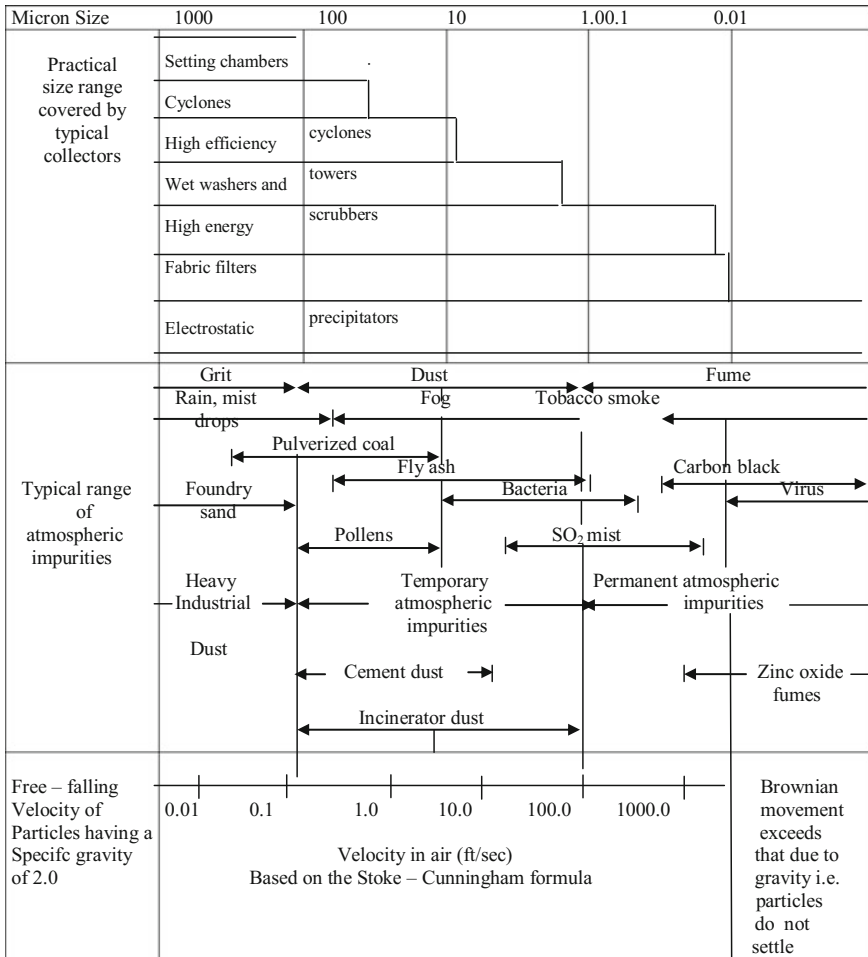 Micron Size 1000 100 10 1.00.1 0.01
Practical
size range
covered by
typical
collectors
Setting chambers
Cyclones
High efficiency cyclones
Wet washers and towers
High energy scrubbers
Fabric filters
Electrostatic precipitators
Typical range
of
atmospheric
impurities
Grit Dust Fume
Rain, mist Fog Tobacco smoke
drops
Pulverized coal
Fly ash Carbon black
Foundry Bacteria Virus
sand
Pollens SO2 mist
Heavy Temporary Permanent atmospheric
Industrial atmospheric impurities
impurities
Dust
Cement dust Zinc oxide
fumes
Incinerator dust
Free – falling
Velocity of
Particles having a
Specifc gravity
of 2.0
0.01 0.1 1.0 10.0 100.0 1000.0
Velocity in air (ft/sec)
Based on the Stoke – Cunningham formula
Brownian
movement
exceeds
that due to
gravity i.e.
particles
do not
settle